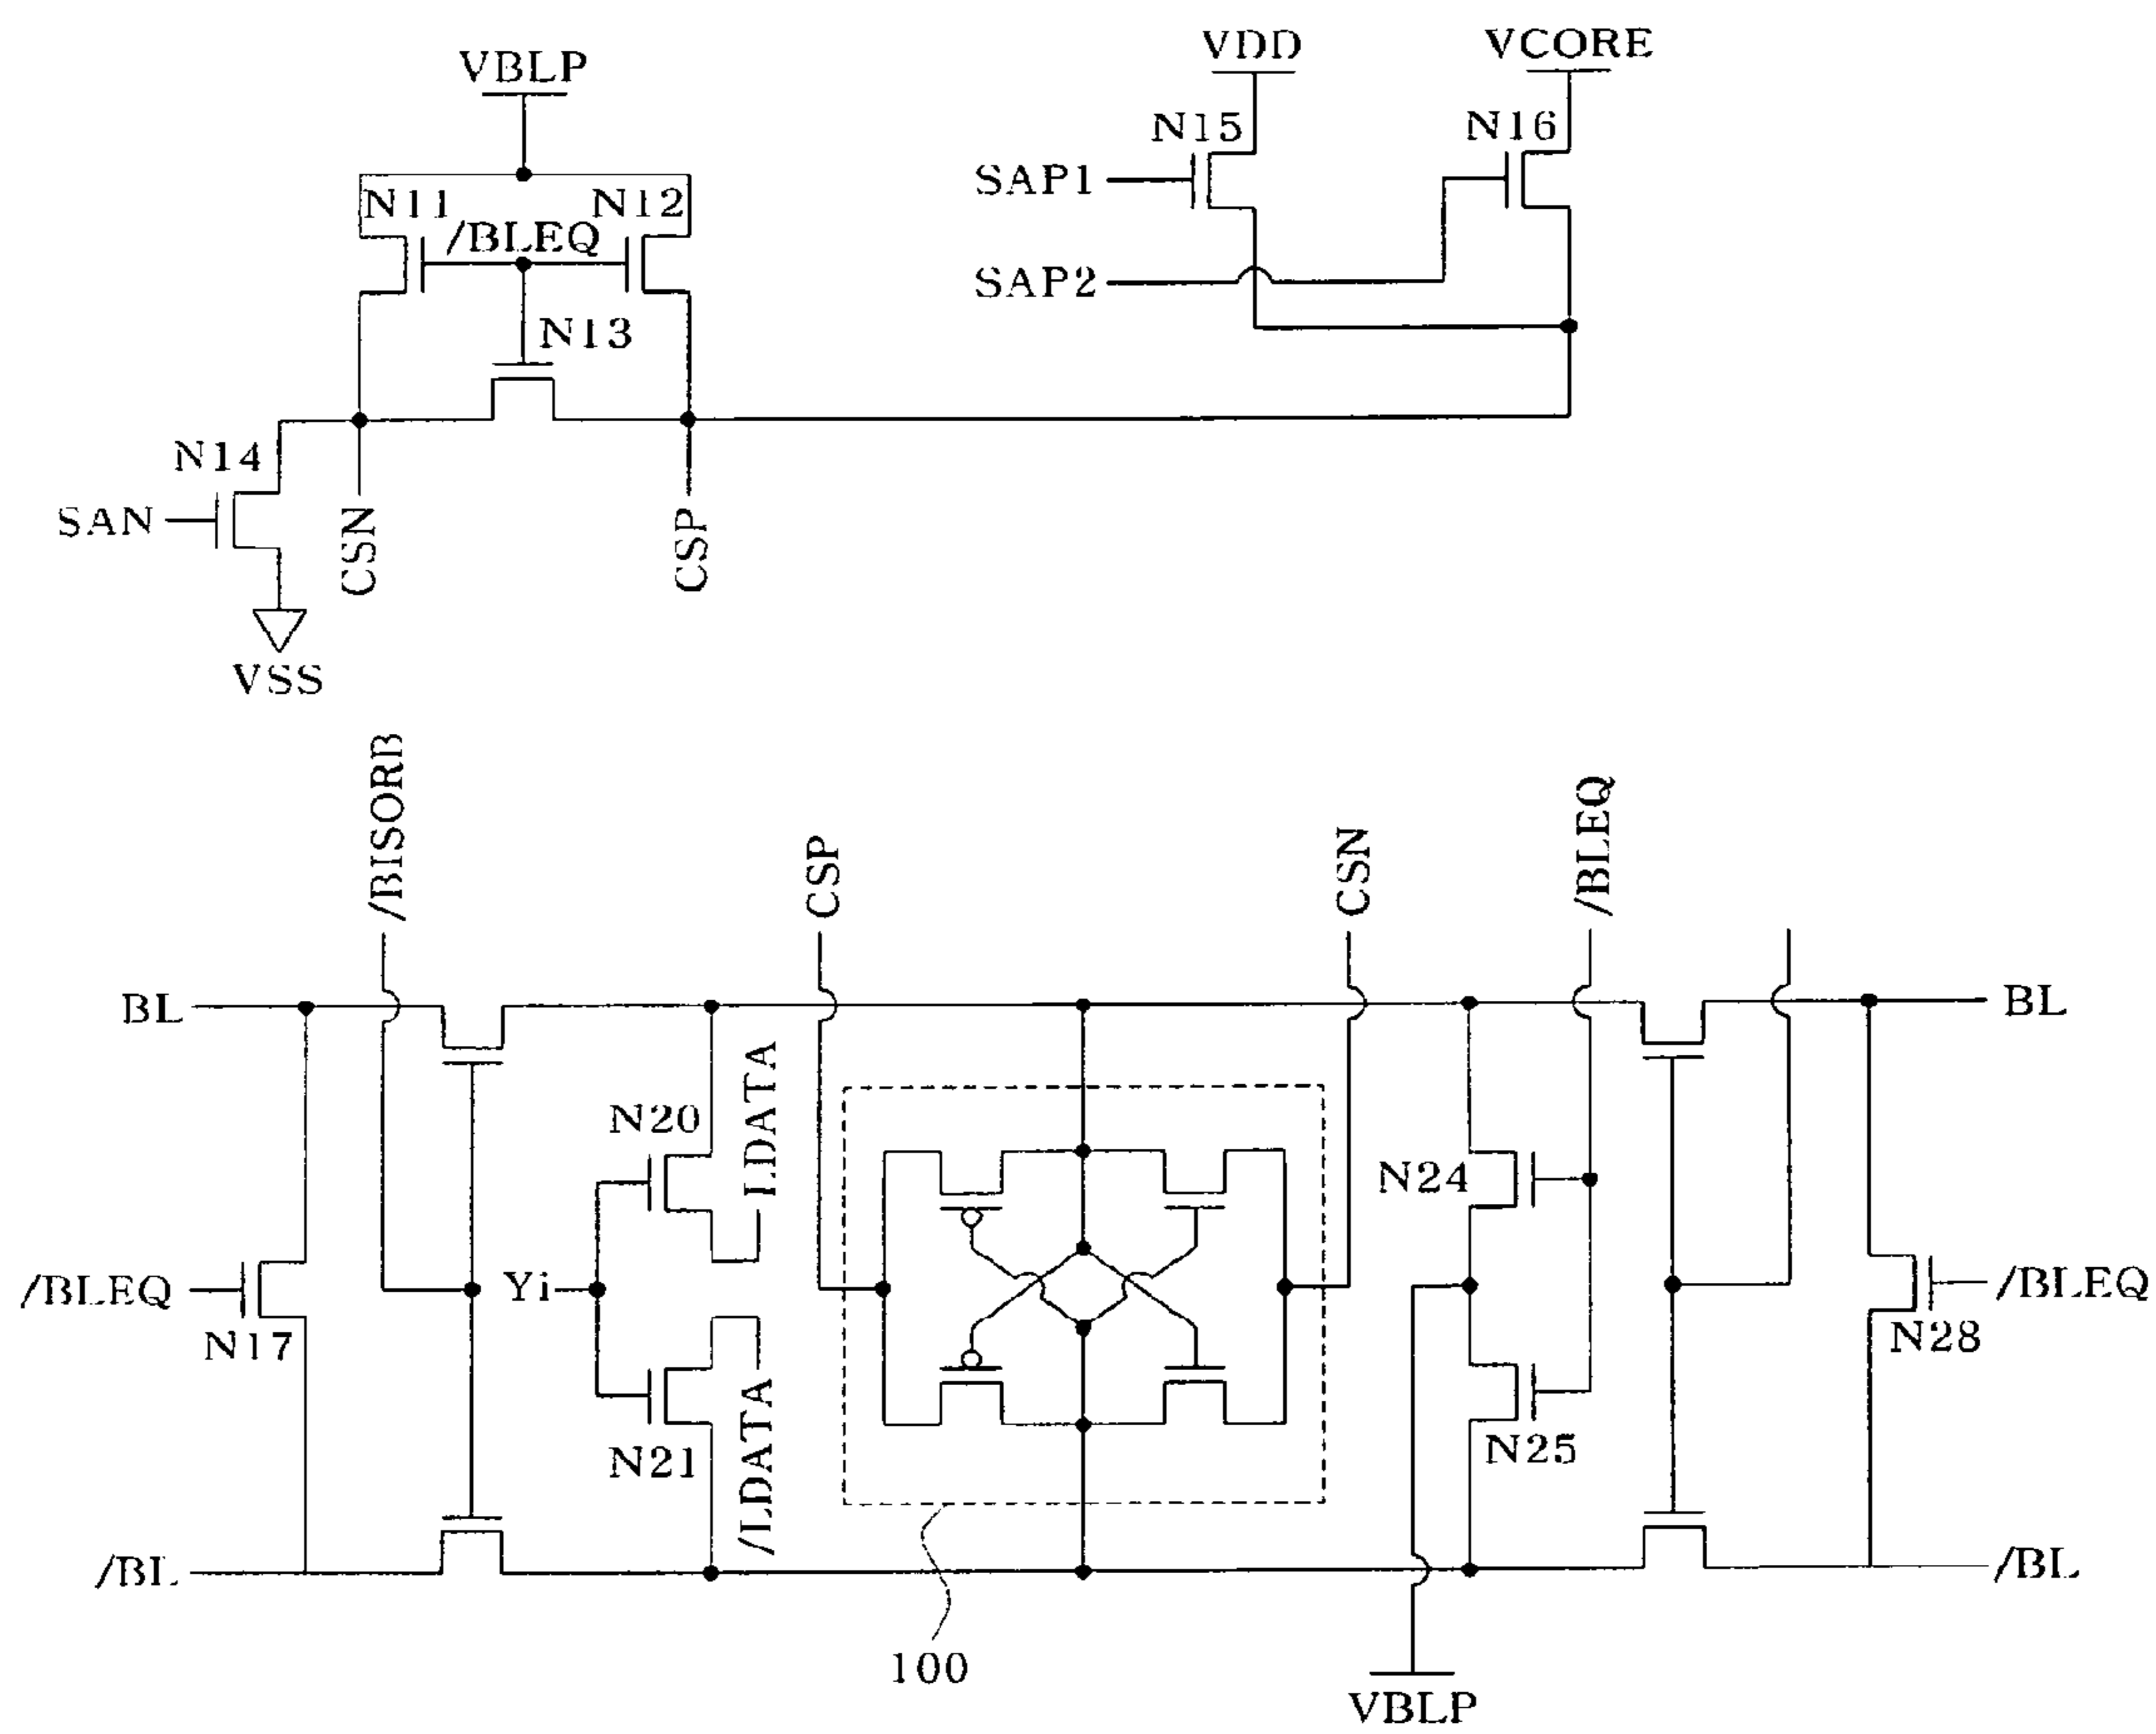 VDD
VCORE
VBLP
N15
N16
SAP1
N11
N12
/BLEQ
SAP2
N13
N14
SAN
CSN
CSP
VSS
/BISORB
CSP
CSN
/BLEQ
BL
BL
N20
LDATA
N24
/BLEQ
Yi
/BLEQ
N17
N28
N21
/LDATA
N25
/BL
/BL
100
VBLP